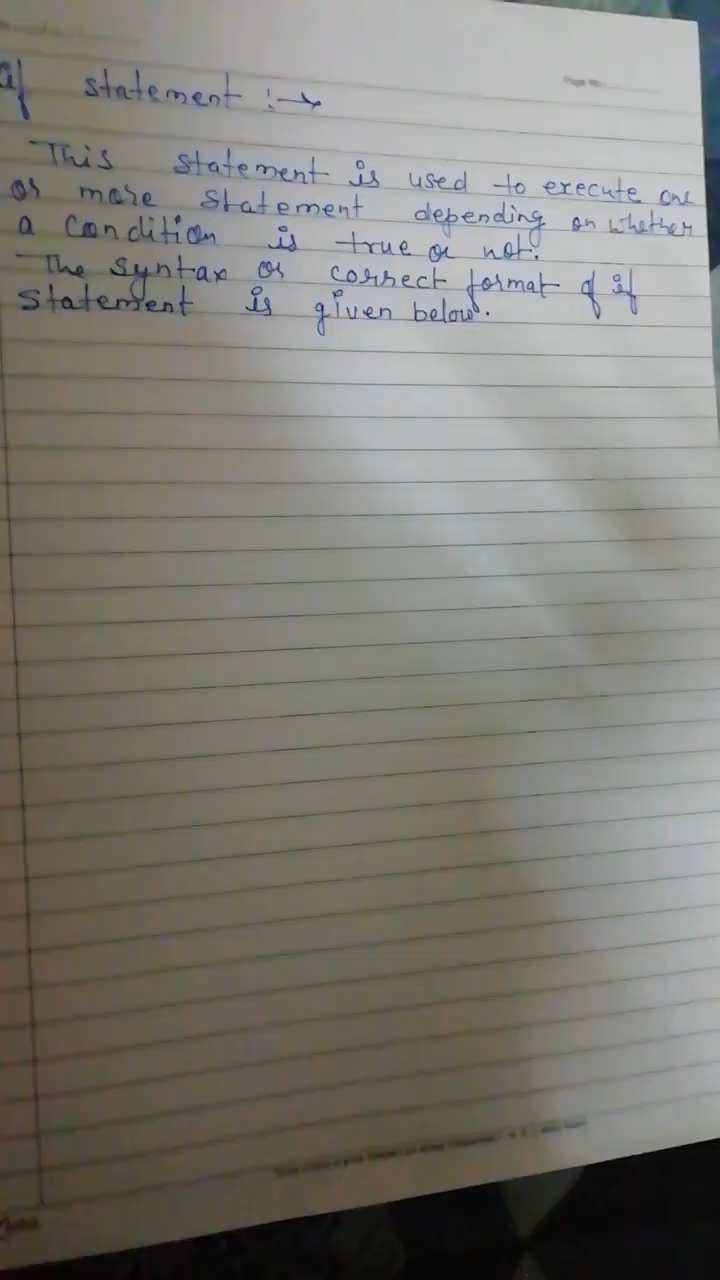 If statement :→
This statement is used to execute one
or more statement depending on whether
a condition is true or not.
The syntax or correct format of if
statement is given below.